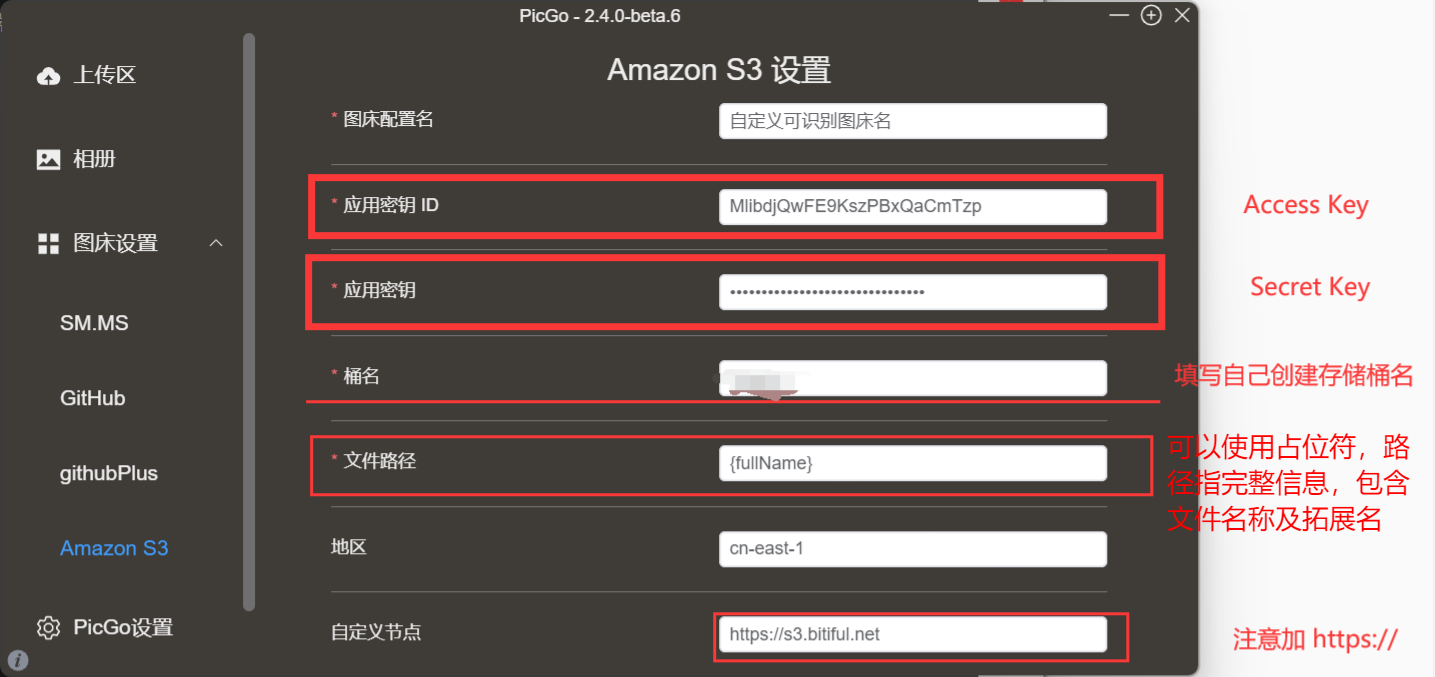 PicGo - 2.4.0-beta.6
上传区
相册
图床设置
SM.MS
GitHub
githubPlus
Amazon S3
PicGo设置
Amazon S3 设置
* 图床配置名
自定义可识别图床名
* 应用密钥 ID
MlibdjQwFE9KszPBxQaCmTzp
Access Key
* 应用密钥
•••••••••••••••••••••••••••••••
Secret Key
* 桶名
填写自己创建存储桶名
* 文件路径
{fullName}
可以使用占位符，路
径指完整信息，包含
文件名称及拓展名
地区
cn-east-1
自定义节点
https://s3.bitiful.net
注意加 https://